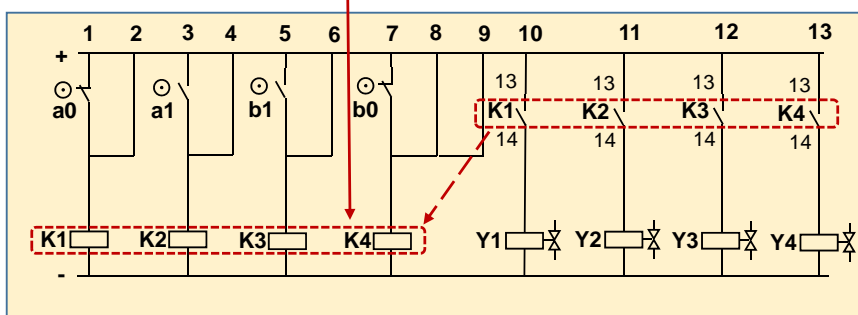 1 2 3 4 5 6 7 8 9 10 11 12 13
+
13 13 13 13
a0 a1 b1 b0
K1 K2 K3 K4
14 14 14 14
K1 K2 K3 K4 Y1 Y2 Y3 Y4
-